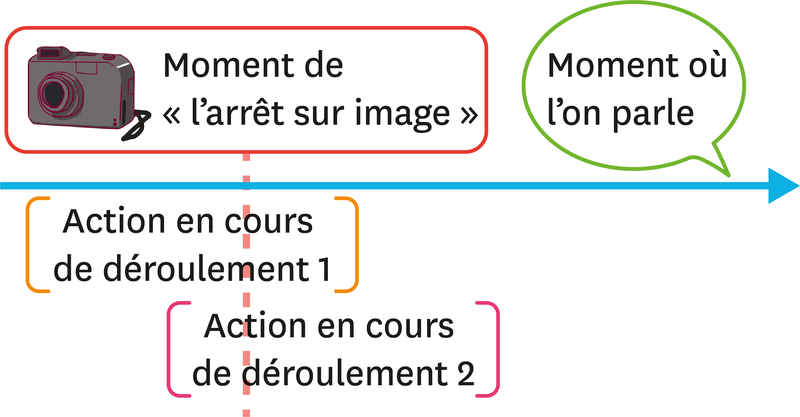 Moment de
« l’arrêt sur image »
Moment où
l’on parle
Action en cours
de déroulement 1
Action en cours
de déroulement 2